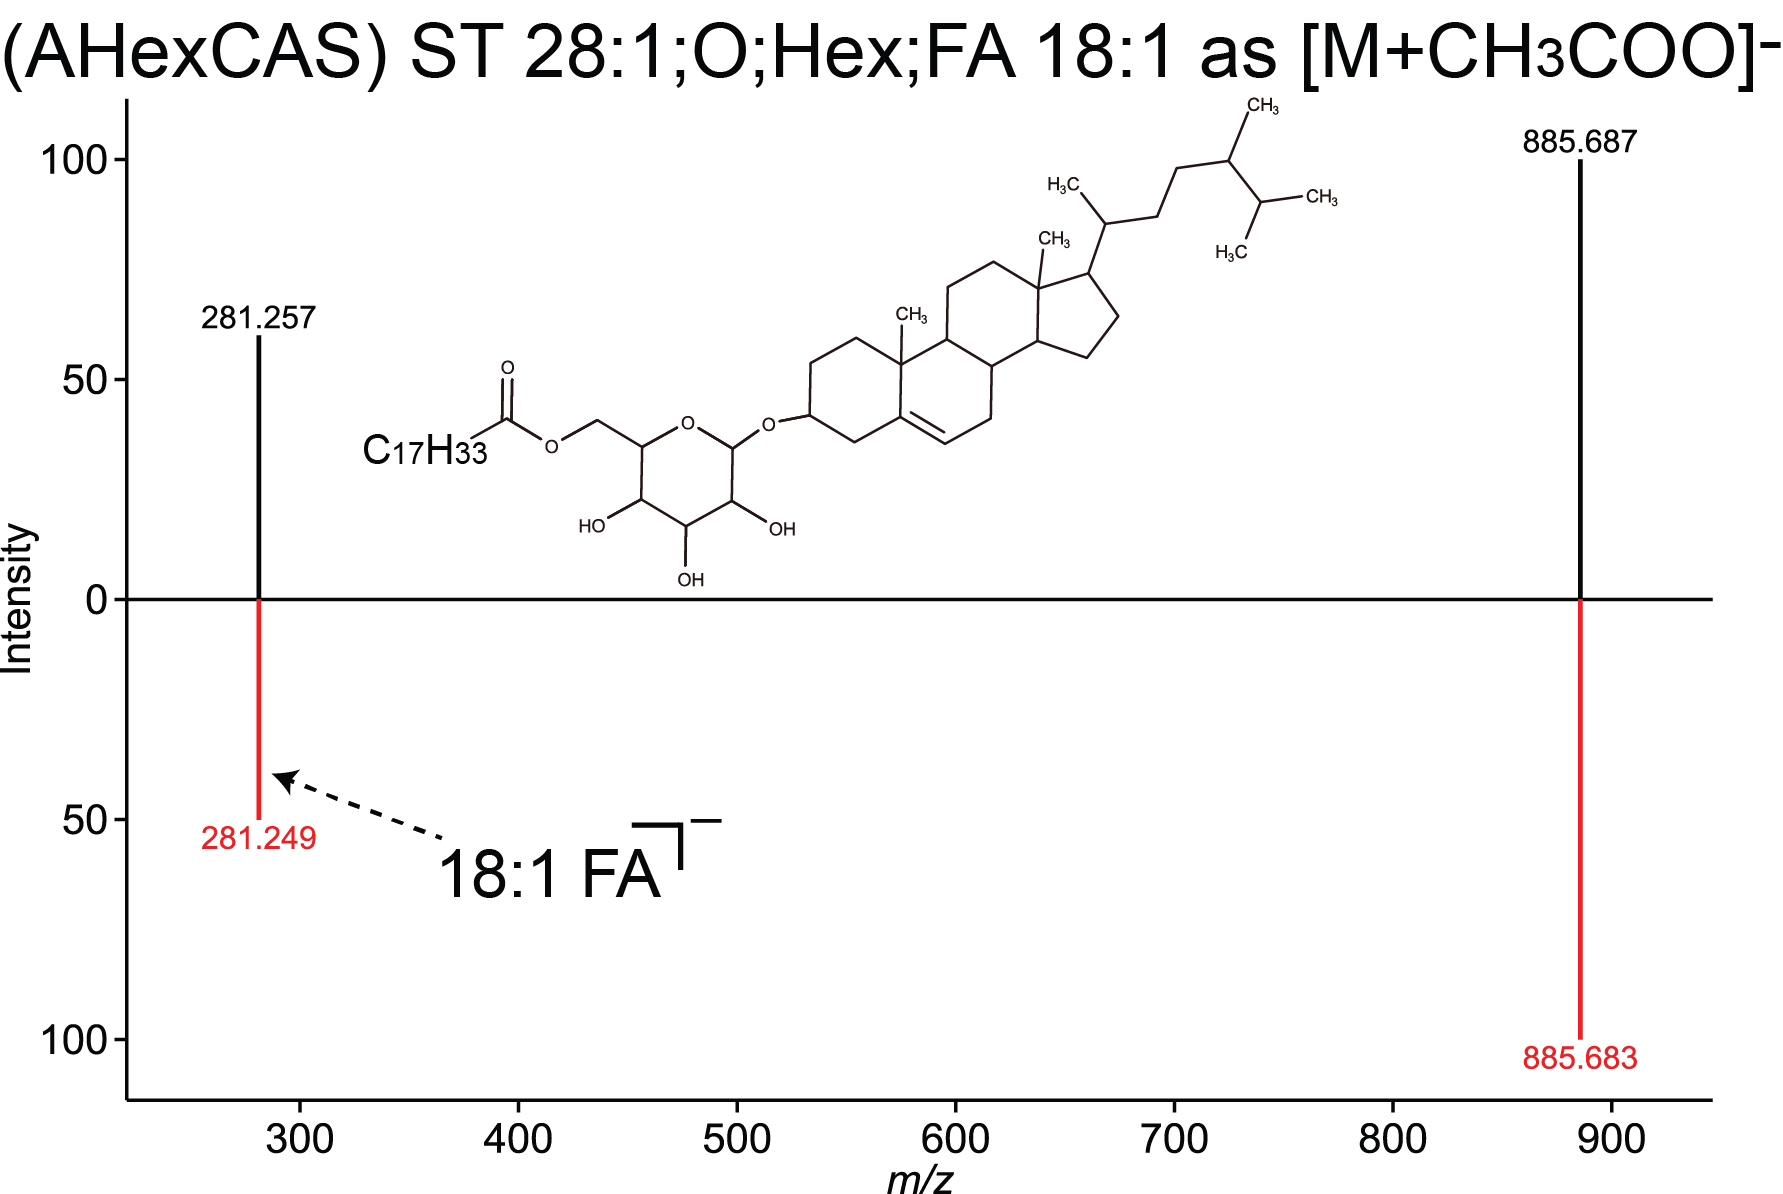 (AHexCAS) ST 28:1;O;Hex;FA 18:1 as [M+CH3COO]-
CH3
100
885.687
H3C
CH3
CH3
H3C
281.257
CH3
50
O
C17H33
O
O
O
HO
OH
OH
Intensity
0
50
281.249
18:1 FA
100
885.683
300 400 500 600 700 800 900
m/z